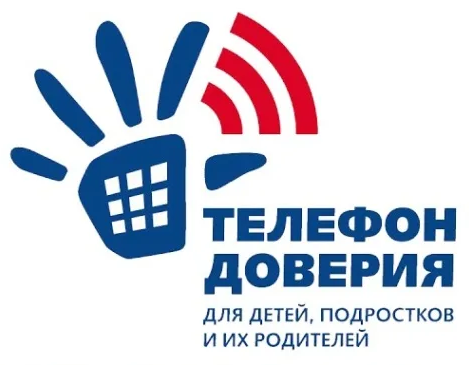 ТЕЛЕФОН
ДОВЕРИЯ
ДЛЯ ДЕТЕЙ, ПОДРОСТКОВ
И ИХ РОДИТЕЛЕЙ